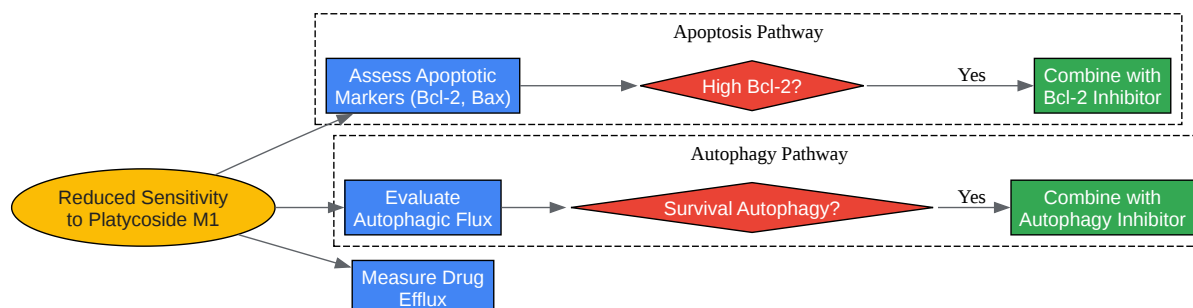 Apoptosis Pathway
Assess Apoptotic
Markers (Bcl-2, Bax)
High Bcl-2?
Yes
Combine with
Bcl-2 Inhibitor
Autophagy Pathway
Reduced Sensitivity
to Platycoside M1
Evaluate
Autophagic Flux
Survival Autophagy?
Yes
Combine with
Autophagy Inhibitor
Measure Drug
Efflux